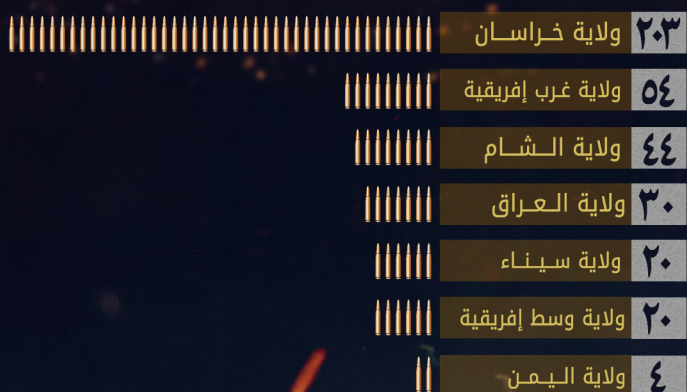 ٢٠٣ ولاية خراسان
٥٤ ولاية غرب إفريقية
٤٤ ولاية الشام
٣٠ ولاية العراق
٢٠ ولاية سيناء
٢٠ ولاية وسط إفريقية
٤ ولاية اليمن